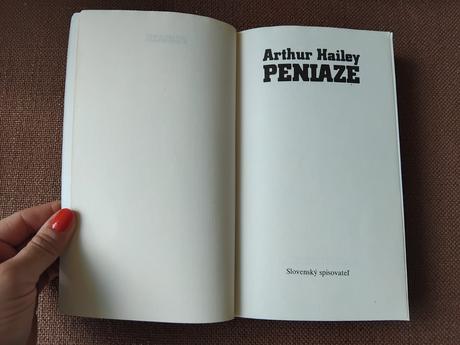 Arthur Hailey
PENIAZE
Slovenský spisovateľ